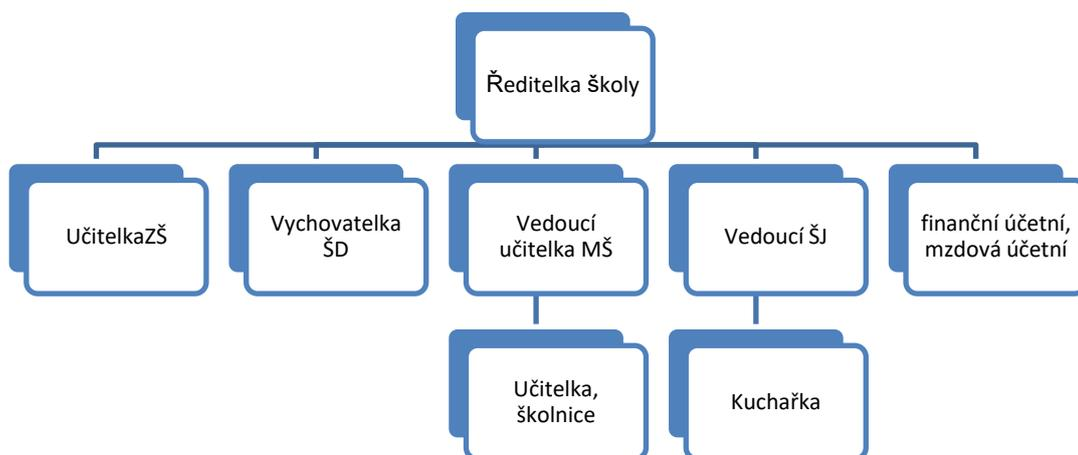 Ředitelka školy
UčitelkaZŠ
Vychovatelka
ŠD
Vedoucí
učitelka MŠ
Vedoucí ŠJ
finanční účetní,
mzdová účetní
Učitelka,
školnice
Kuchařka